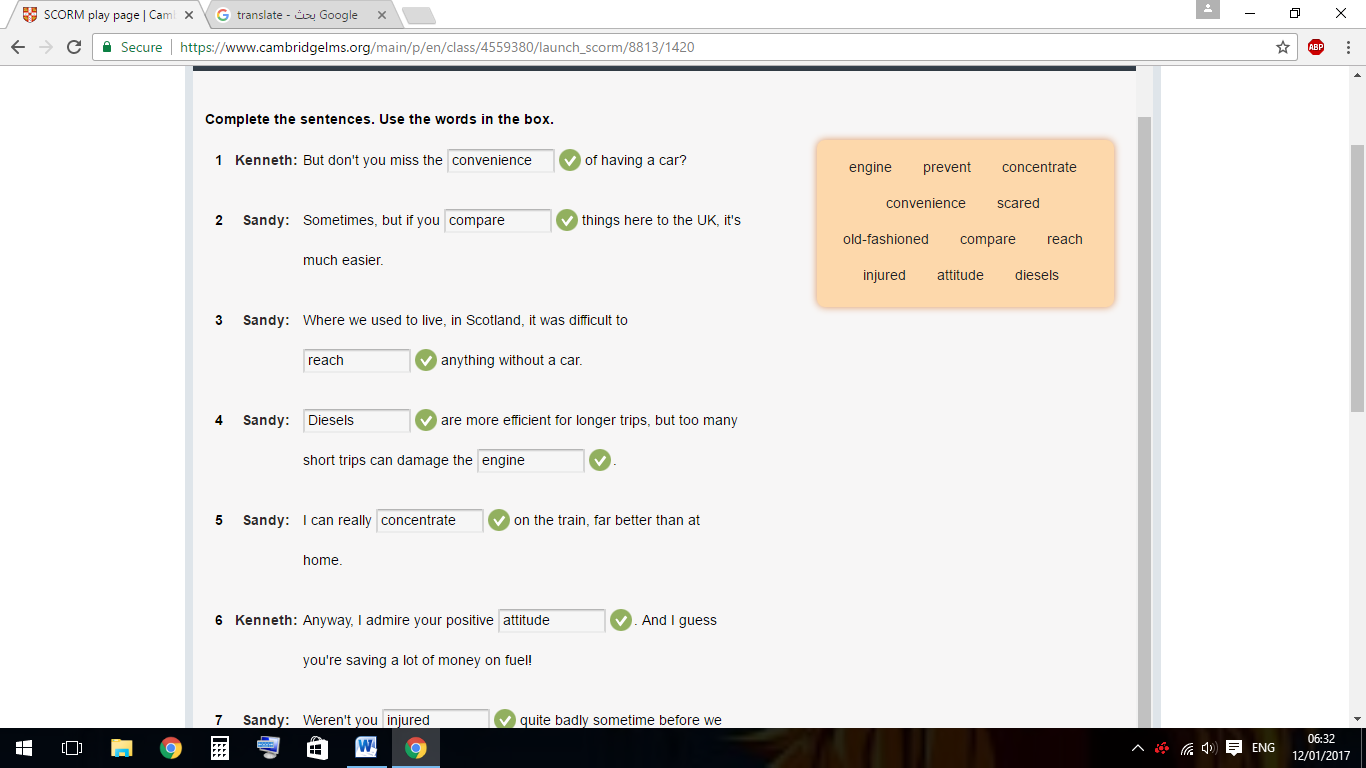 SCORM play page | Cam
translate - بحث Google
Secure
https://www.cambridgelms.org/main/p/en/class/4559380/launch_scorm/8813/1420
ABP
Complete the sentences. Use the words in the box.
1 Kenneth: But don't you miss the convenience of having a car?
2 Sandy: Sometimes, but if you compare things here to the UK, it's
much easier.
3 Sandy: Where we used to live, in Scotland, it was difficult to
reach anything without a car.
4 Sandy: Diesels are more efficient for longer trips, but too many
short trips can damage the engine .
5 Sandy: I can really concentrate on the train, far better than at
home.
6 Kenneth: Anyway, I admire your positive attitude . And I guess
you're saving a lot of money on fuel!
7 Sandy: Weren't you injured quite badly sometime before we
engine prevent concentrate
convenience scared
old-fashioned compare reach
injured attitude diesels
W
ENG
06:32
12/01/2017